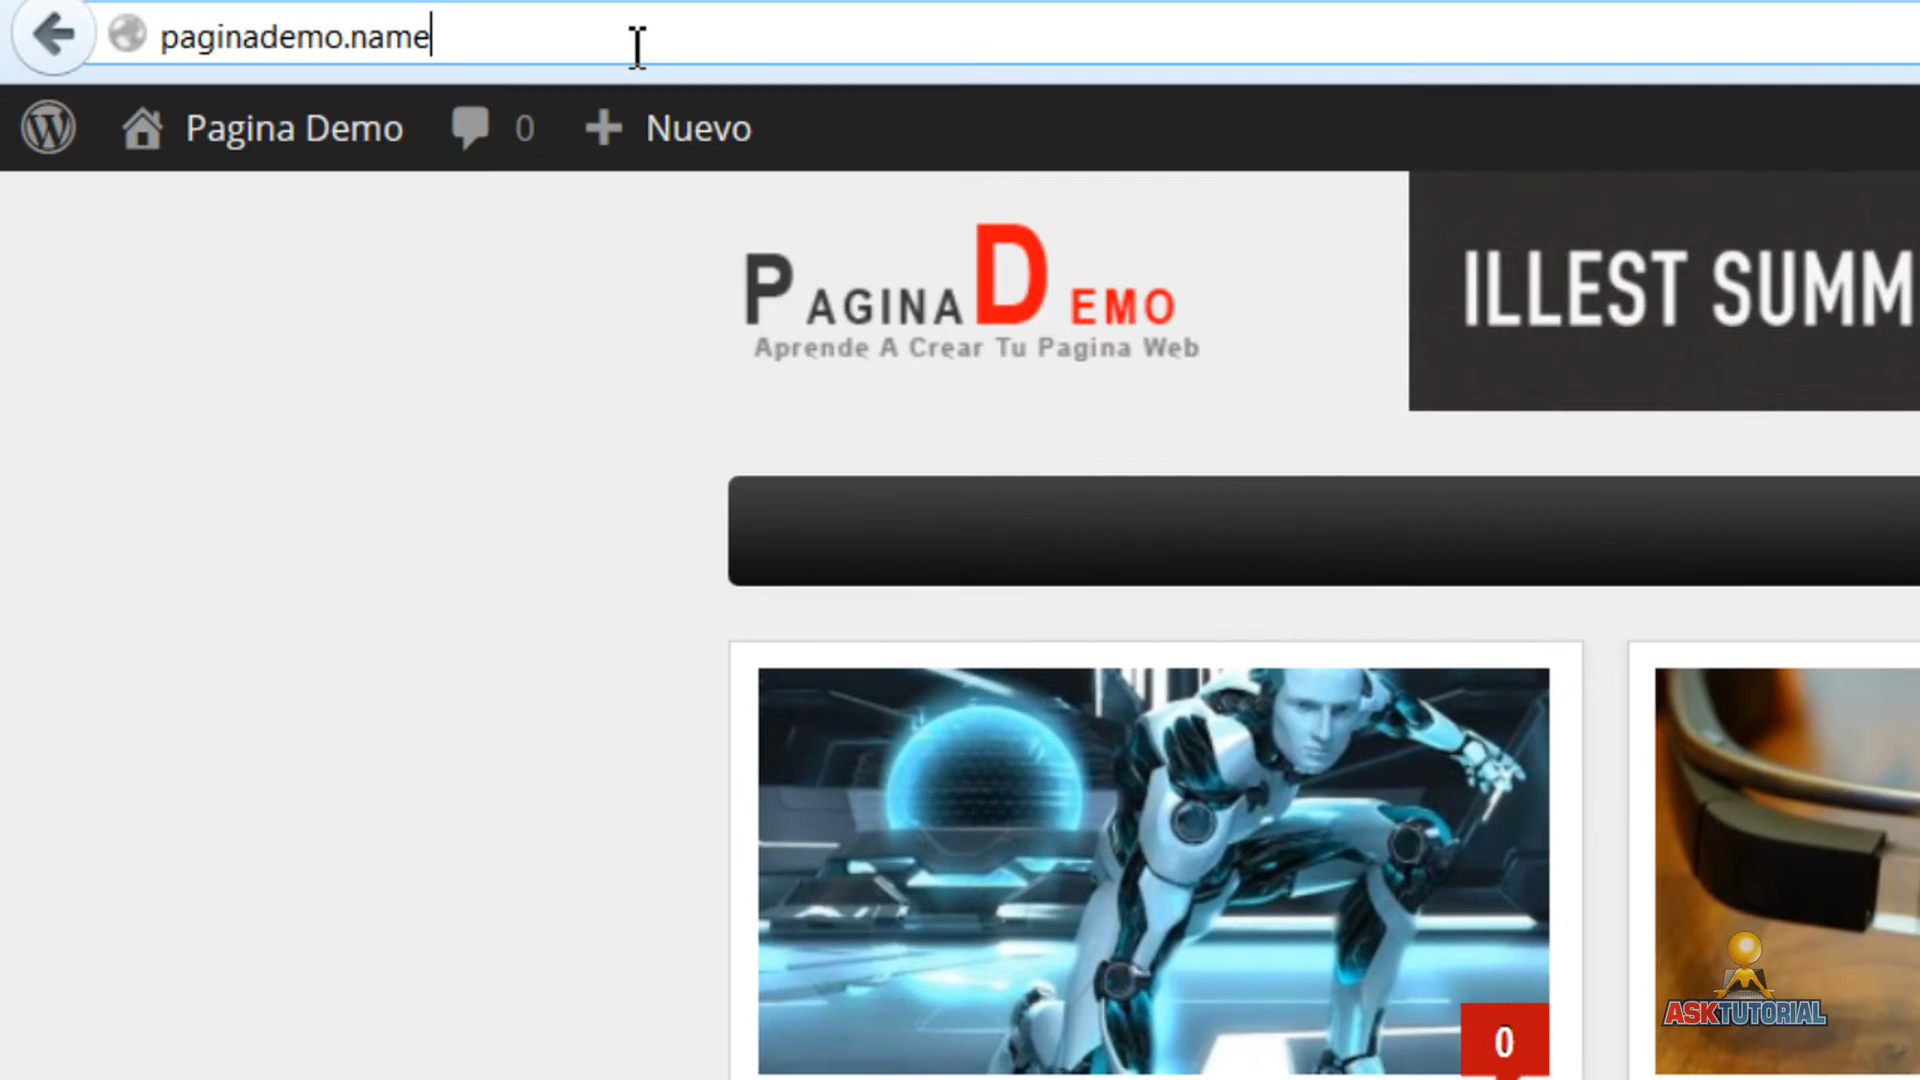 paginademo.name
Pagina Demo 0 Nuevo
PAGINA DEMO
Aprende A Crear Tu Pagina Web
ILLEST SUMM
0
ASKTUTORIAL